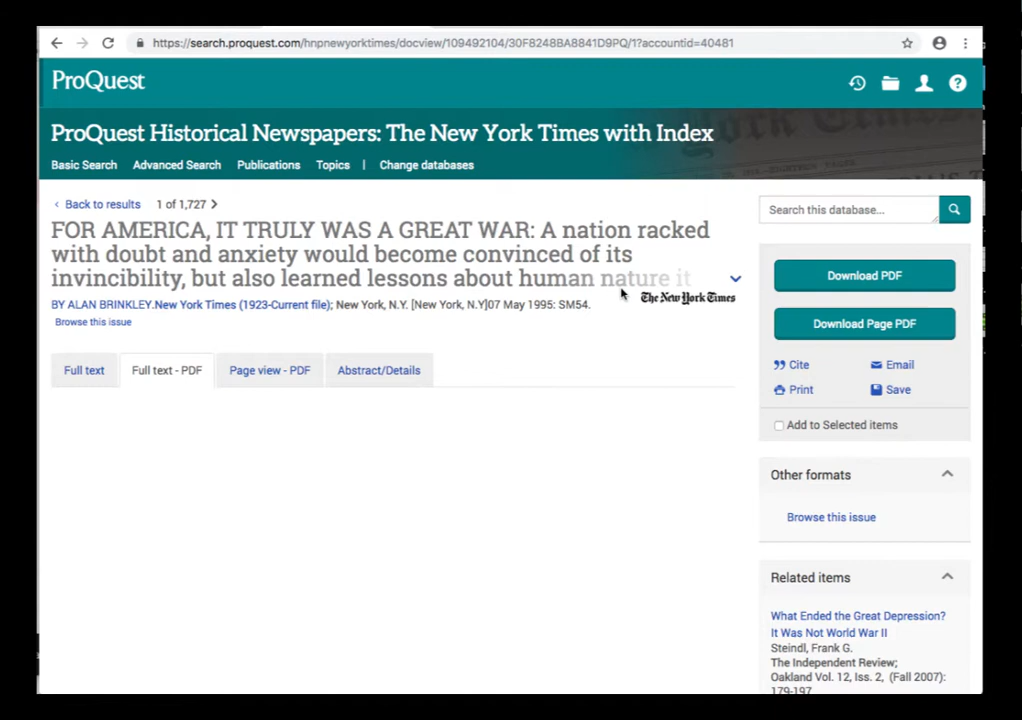 https://search.proquest.com/hnpnewyorktimes/docview/109492104/30F8248BA8841D9PQ/1?accountid=40481
ProQuest
ProQuest Historical Newspapers: The New York Times with Index
Basic Search Advanced Search Publications Topics | Change databases
‹ Back to results 1 of 1,727 >
FOR AMERICA, IT TRULY WAS A GREAT WAR: A nation racked
with doubt and anxiety would become convinced of its
invincibility, but also learned lessons about human nature it
BY ALAN BRINKLEY.New York Times (1923-Current file); New York, N.Y. [New York, N.Y]07 May 1995: SM54.
The New York Times
Browse this issue
Full text Full text - PDF Page view - PDF Abstract/Details
Search this database...
Download PDF
Download Page PDF
Cite Email
Print Save
Add to Selected items
Other formats
Browse this issue
Related items
What Ended the Great Depression?
It Was Not World War II
Steindl, Frank G.
The Independent Review;
Oakland Vol. 12, Iss. 2, (Fall 2007):
179-197